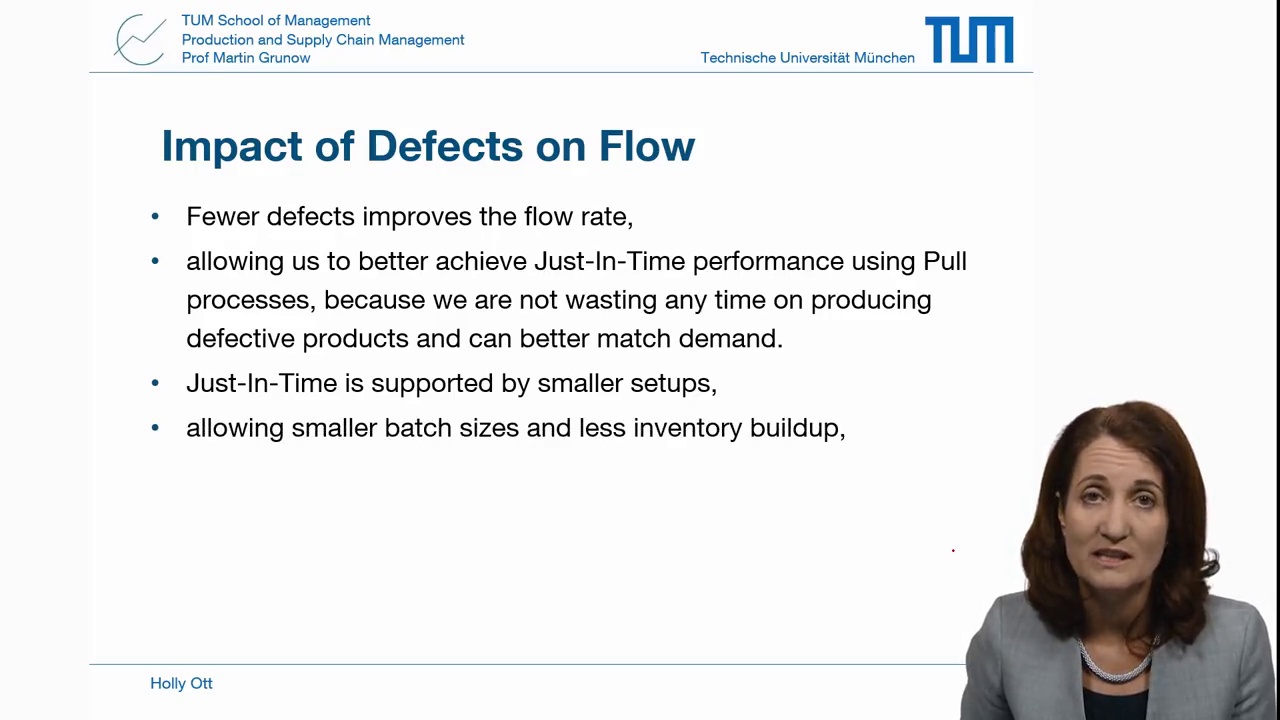 TUM School of Management
Production and Supply Chain Management
Prof Martin Grunow
Technische Universität München
TUM
Impact of Defects on Flow
• Fewer defects improves the flow rate,
• allowing us to better achieve Just-In-Time performance using Pull
processes, because we are not wasting any time on producing
defective products and can better match demand.
• Just-In-Time is supported by smaller setups,
• allowing smaller batch sizes and less inventory buildup,
Holly Ott